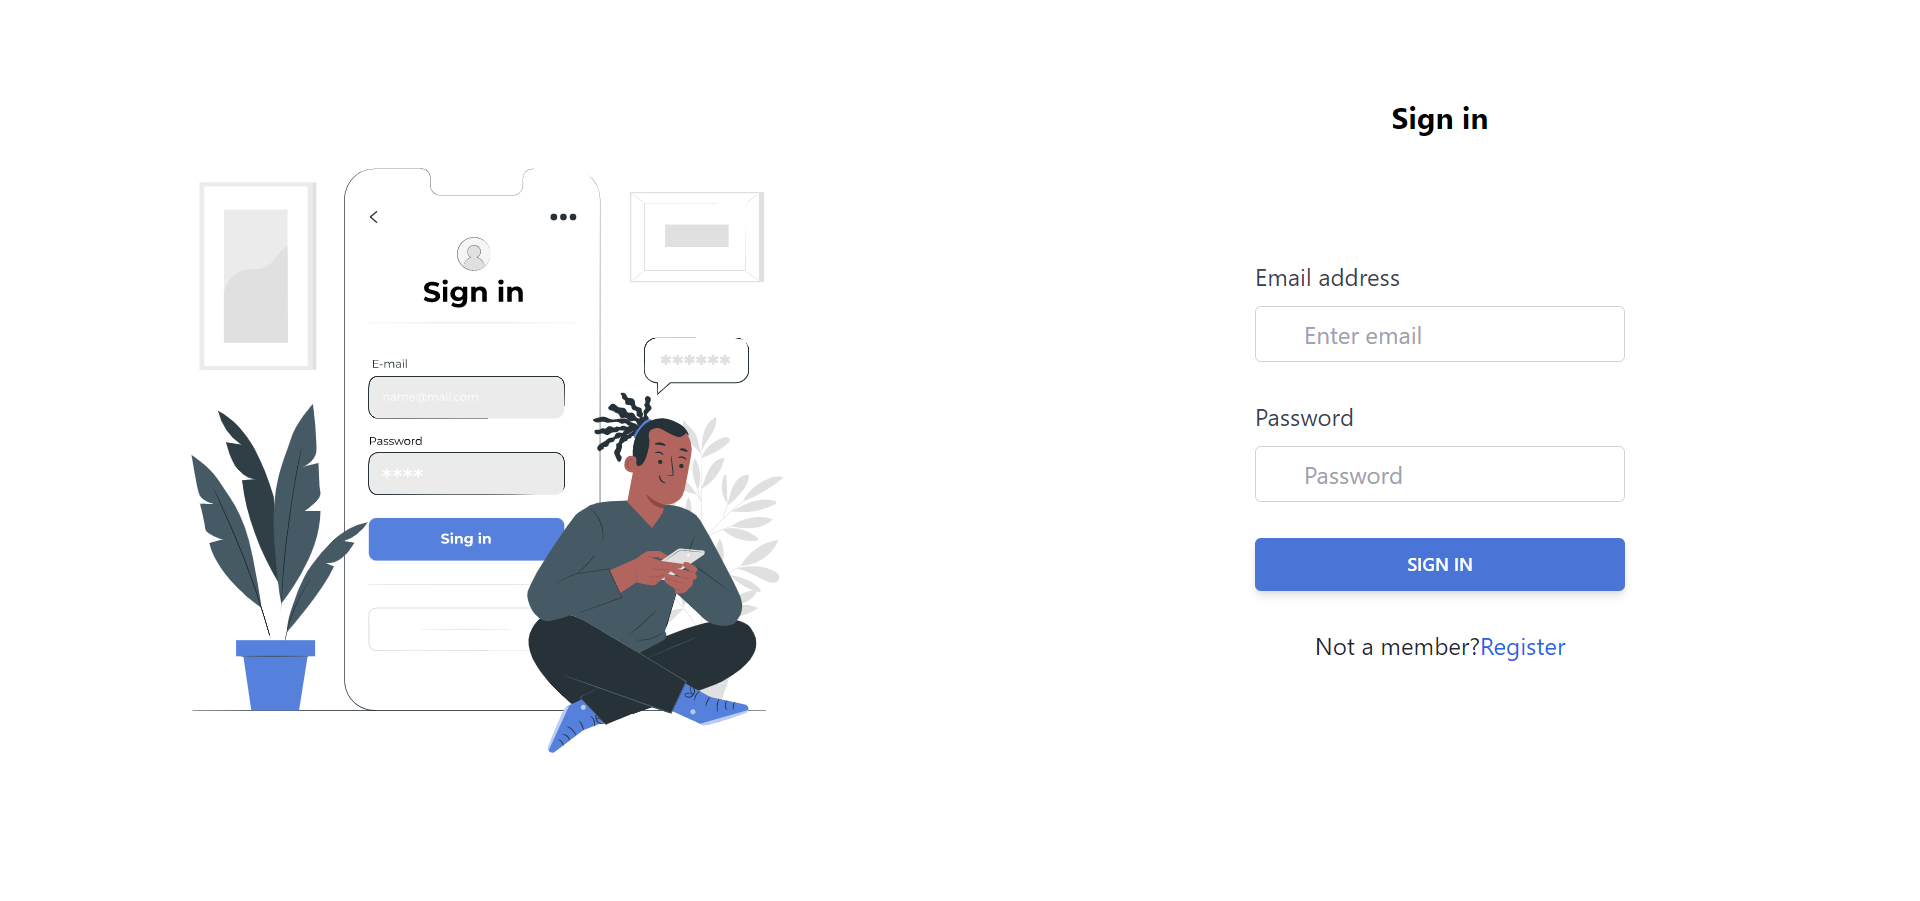 Sign in
E-mail
name@mail.com
Password
****
Sing in
******
Sign in
Email address
Enter email
Password
Password
SIGN IN
Not a member?Register